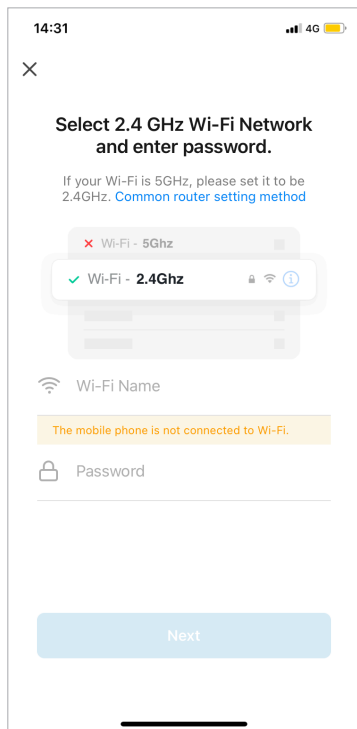 14:31
4G
Select 2.4 GHz Wi-Fi Network
and enter password.
If your Wi-Fi is 5GHz, please set it to be
2.4GHz. Common router setting method
Wi-Fi - 5Ghz
Wi-Fi - 2.4Ghz
Wi-Fi Name
The mobile phone is not connected to Wi-Fi.
Password
Next